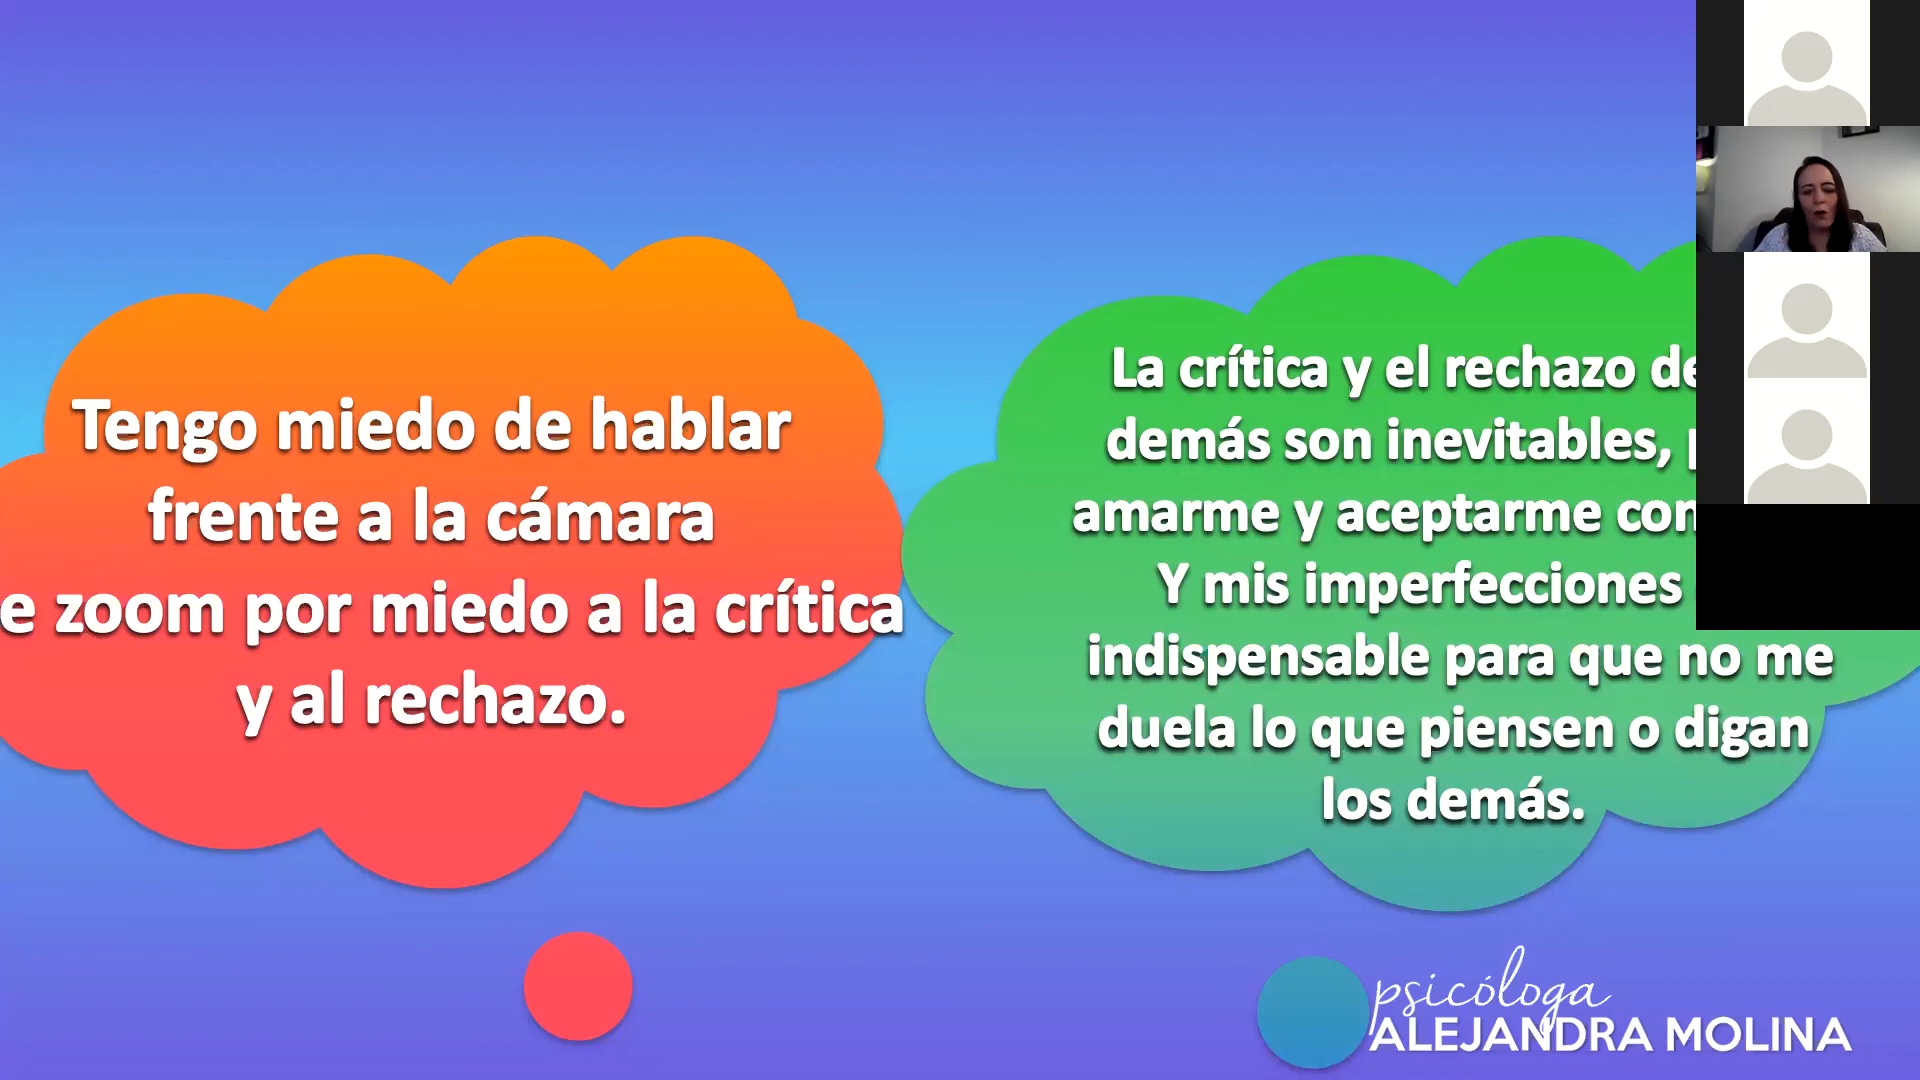 Tengo miedo de hablar
frente a la cámara
e zoom por miedo a la crítica
y al rechazo.
La crítica y el rechazo de
demás son inevitables,
amarme y aceptarme con
Y mis imperfecciones
indispensable para que no me
duela lo que piensen o digan
los demás.
psicóloga
ALEJANDRA MOLINA